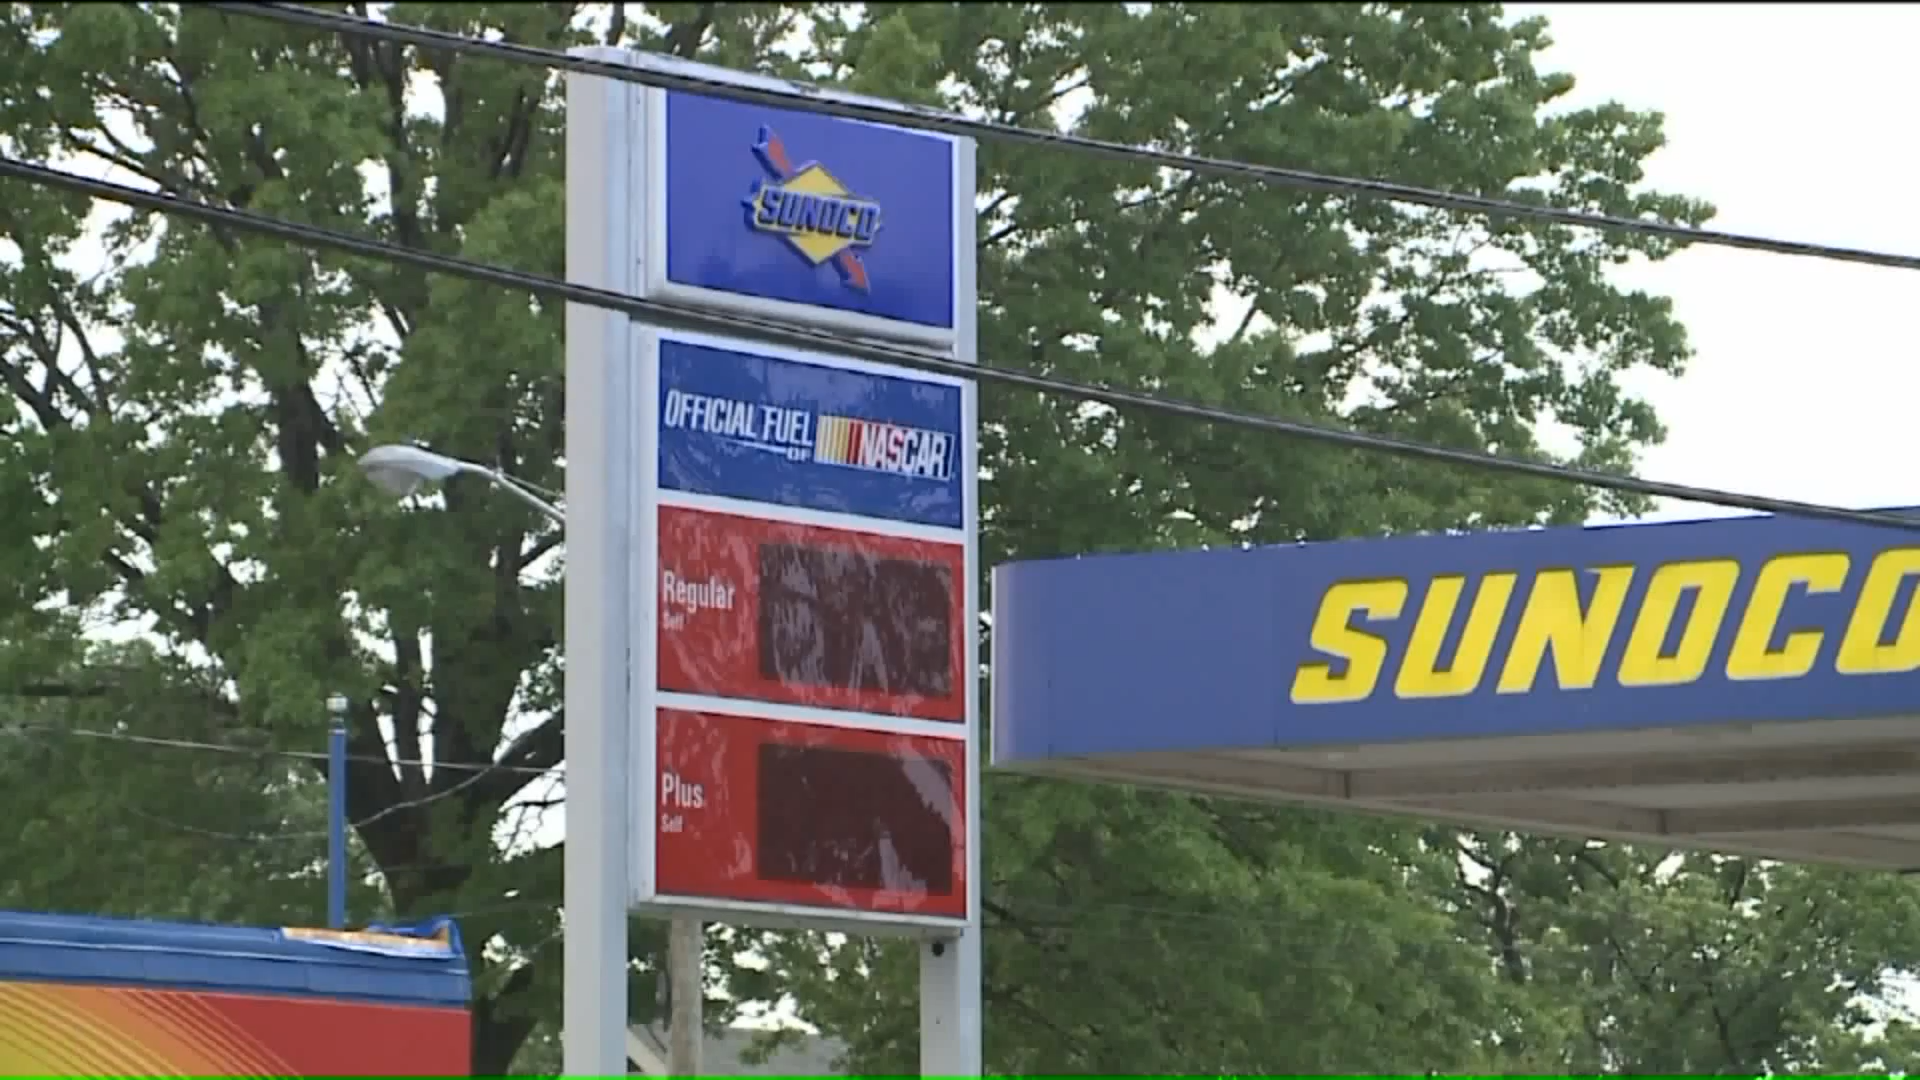 SUNOCO
OFFICIAL FUEL
OF
NASCAR
Regular
Self
Plus
Self
SUNOCO